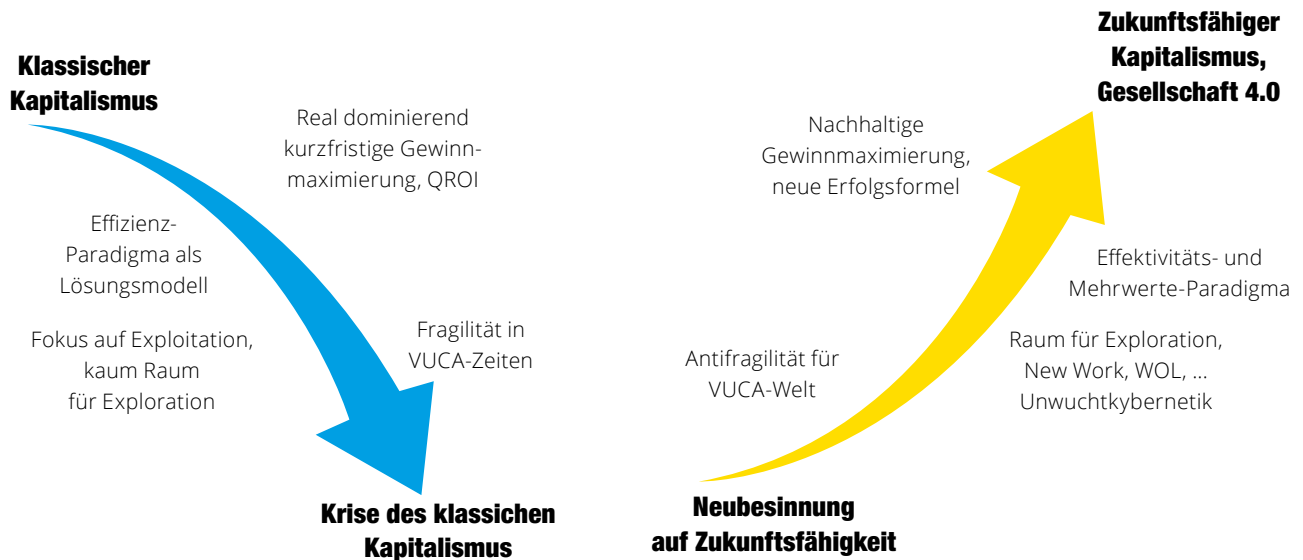 Klassischer
Kapitalismus
Real dominierend
kurzfristige Gewinn-
maximierung, QROI
Effizienz-
Paradigma als
Lösungsmodell
Fokus auf Exploitation,
kaum Raum
für Exploration
Fragilität in
VUCA-Zeiten
Krise des klassichen
Kapitalismus
Zukunftsfähiger
Kapitalismus,
Gesellschaft 4.0
Nachhaltige
Gewinnmaximierung,
neue Erfolgsformel
Effektivitäts- und
Mehrwerte-Paradigma
Raum für Exploration,
New Work, WOL, ...
Unwuchtkybernetik
Antifragilität für
VUCA-Welt
Neubesinnung
auf Zukunftsfähigkeit